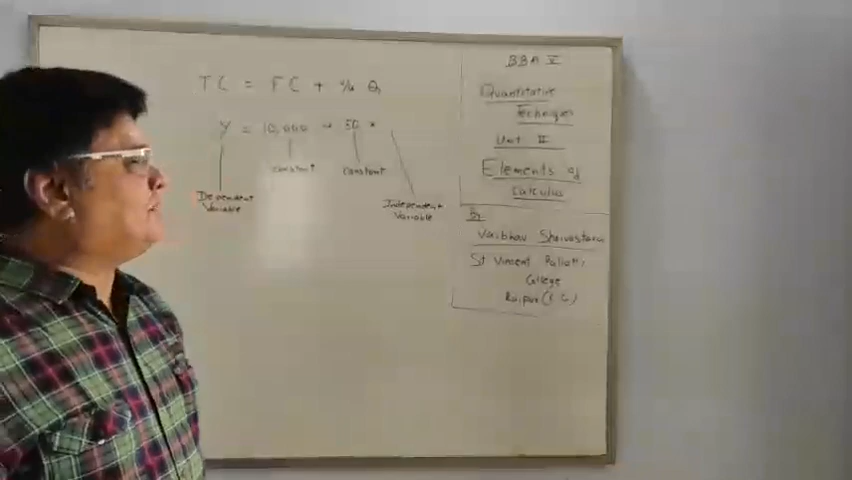 TC = FC + V/u Q
Y = 10,000 + 50 x
constant
constant
Dependent
Variable
Independent
Variable
BBA V
Quantitative
Techniques
Unit II
Elements of
Calculus
By
Vaibhav Shrivastava
St Vincent Pallotti
College
Raipur (C.G.)